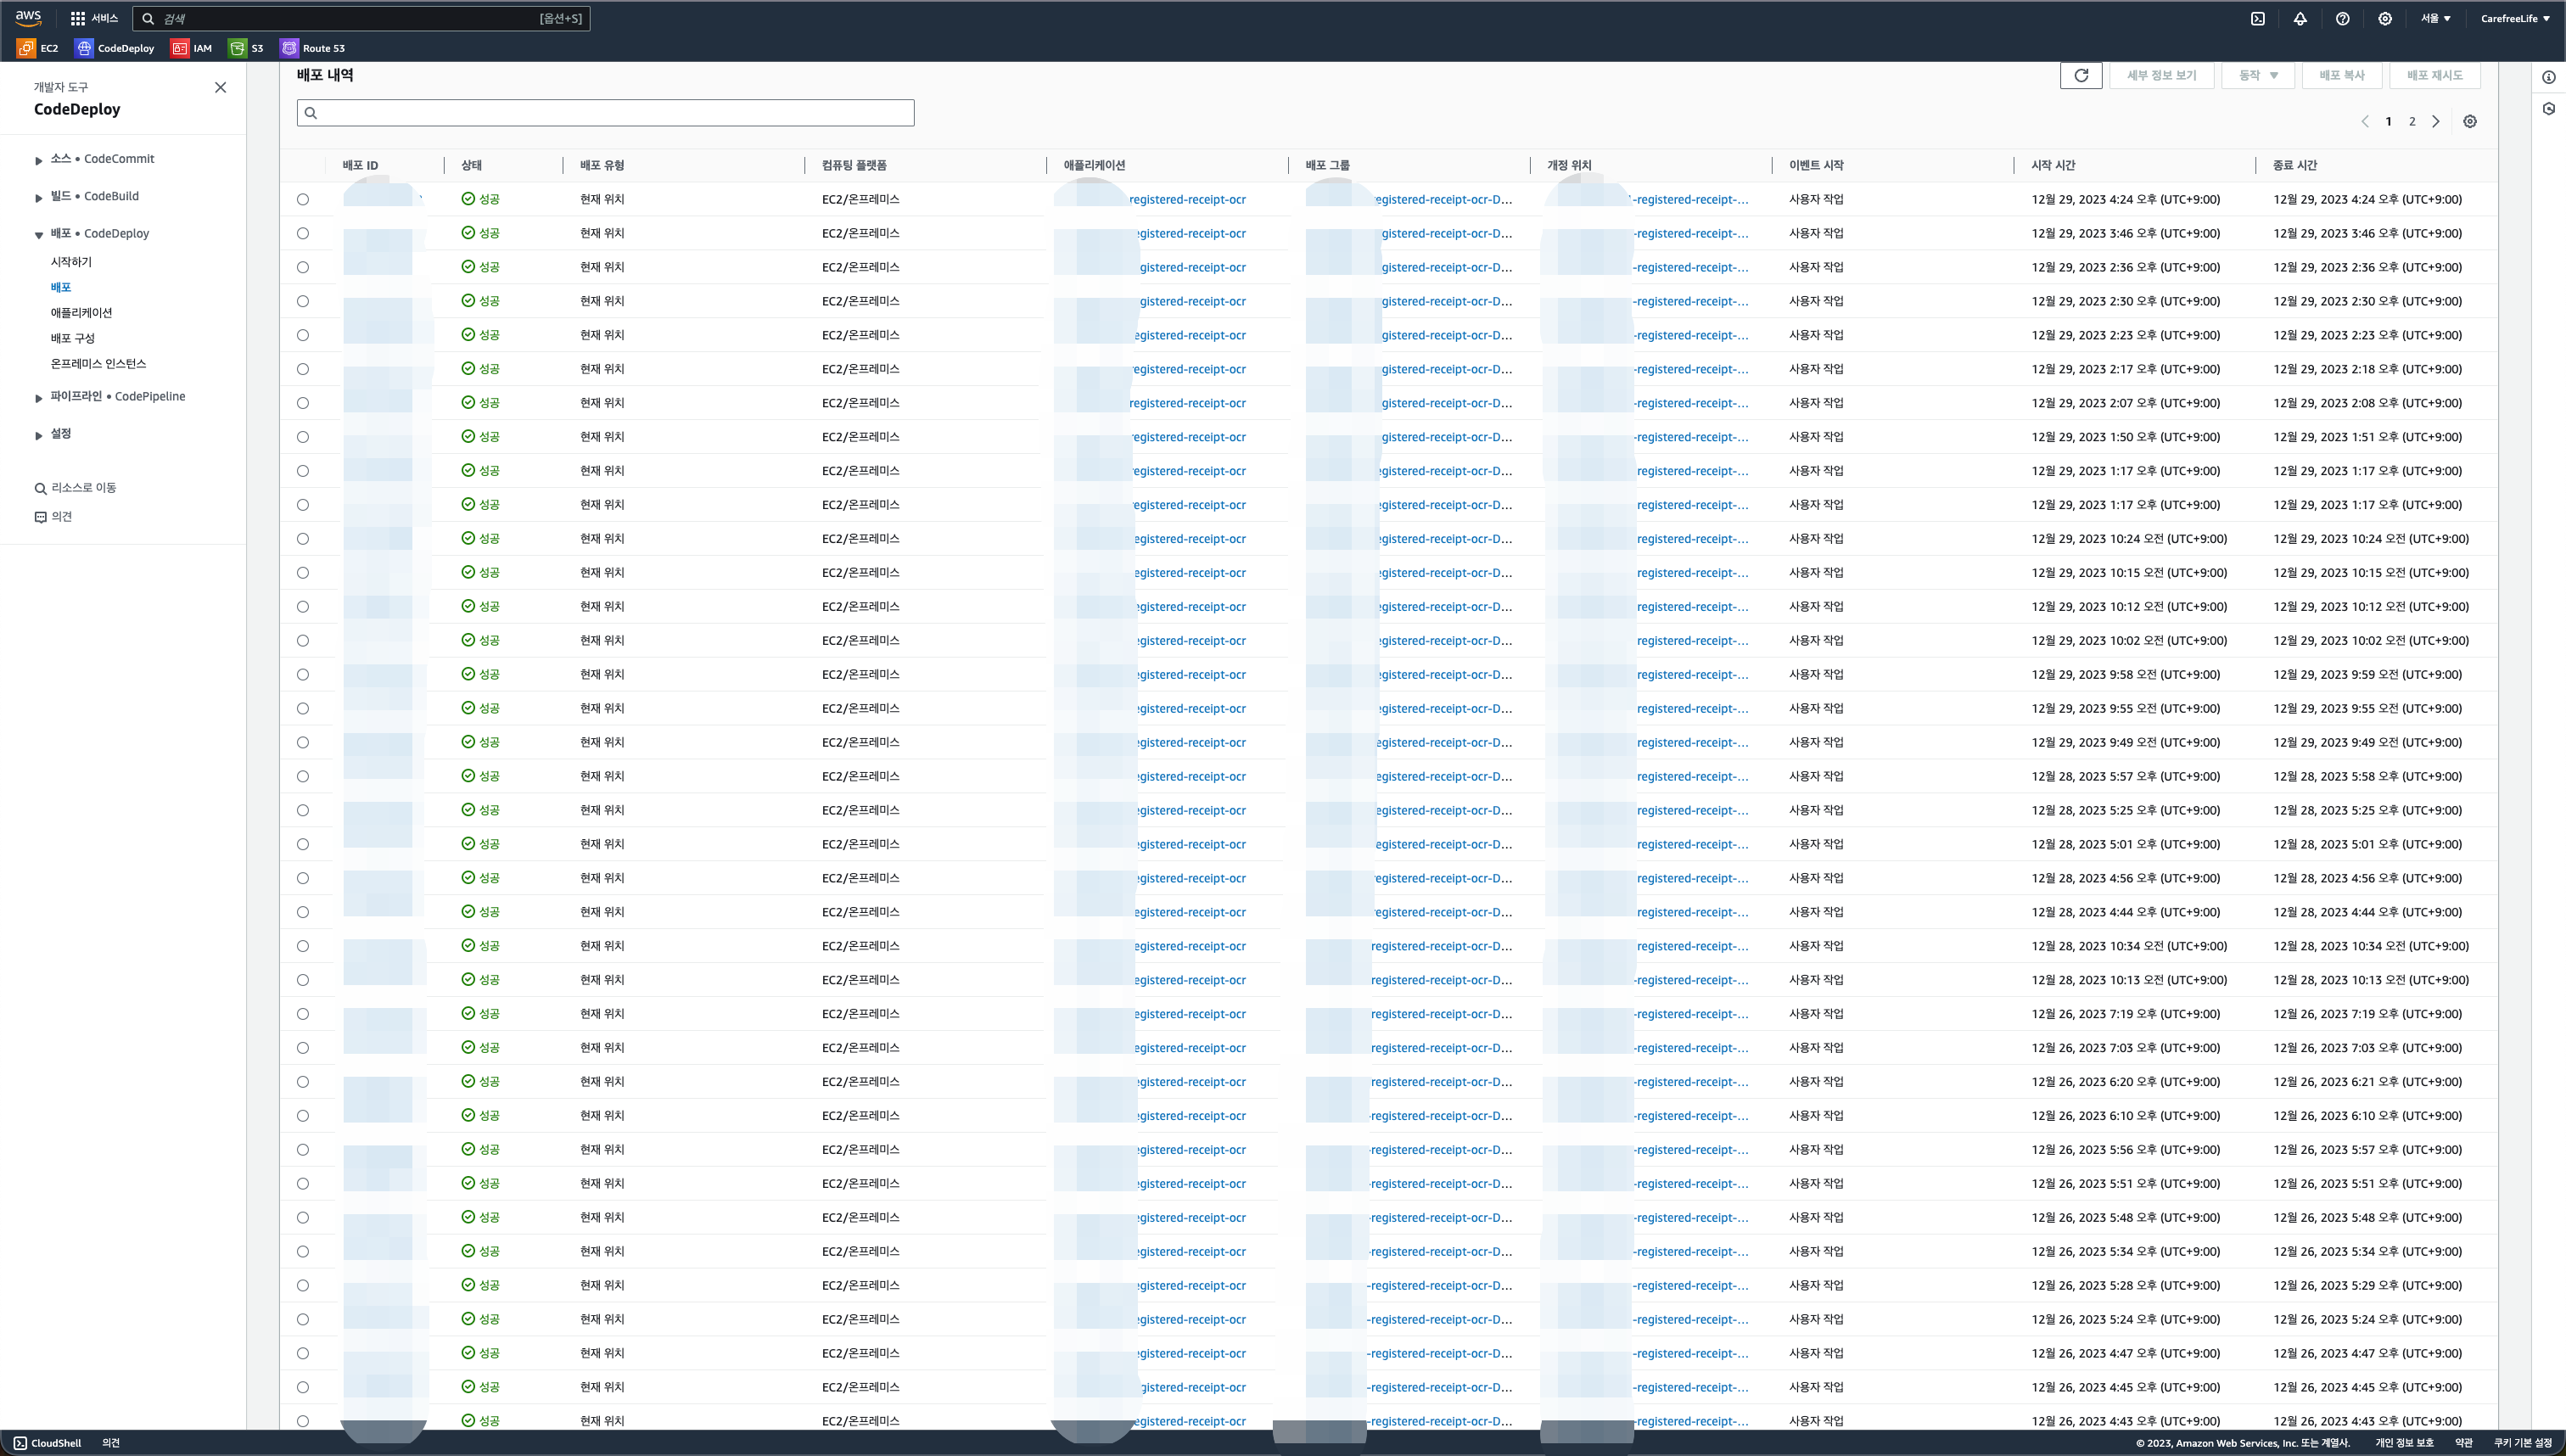 aws 서비스 검색 [옵션+S] 서울 CarefreeLife
EC2 CodeDeploy IAM S3 Route 53
개발자 도구
CodeDeploy
소스 • CodeCommit
빌드 • CodeBuild
배포 • CodeDeploy
시작하기
배포
애플리케이션
배포 구성
온프레미스 인스턴스
파이프라인 • CodePipeline
설정
리소스로 이동
의견
배포 내역 세부 정보 보기 동작 배포 복사 배포 재시도
1 2
배포 ID 상태 배포 유형 컴퓨팅 플랫폼 애플리케이션 배포 그룹 개정 위치 이벤트 시작 시작 시간 종료 시간
성공 현재 위치 EC2/온프레미스 registered-receipt-ocr egistered-receipt-ocr-D... -registered-receipt-... 사용자 작업 12월 29, 2023 4:24 오후 (UTC+9:00) 12월 29, 2023 4:24 오후 (UTC+9:00)
성공 현재 위치 EC2/온프레미스 egistered-receipt-ocr gistered-receipt-ocr-D... -registered-receipt-... 사용자 작업 12월 29, 2023 3:46 오후 (UTC+9:00) 12월 29, 2023 3:46 오후 (UTC+9:00)
성공 현재 위치 EC2/온프레미스 gistered-receipt-ocr gistered-receipt-ocr-D... -registered-receipt-... 사용자 작업 12월 29, 2023 2:36 오후 (UTC+9:00) 12월 29, 2023 2:36 오후 (UTC+9:00)
성공 현재 위치 EC2/온프레미스 gistered-receipt-ocr gistered-receipt-ocr-D... -registered-receipt-... 사용자 작업 12월 29, 2023 2:30 오후 (UTC+9:00) 12월 29, 2023 2:30 오후 (UTC+9:00)
성공 현재 위치 EC2/온프레미스 egistered-receipt-ocr gistered-receipt-ocr-D... -registered-receipt-... 사용자 작업 12월 29, 2023 2:23 오후 (UTC+9:00) 12월 29, 2023 2:23 오후 (UTC+9:00)
성공 현재 위치 EC2/온프레미스 registered-receipt-ocr gistered-receipt-ocr-D... -registered-receipt-... 사용자 작업 12월 29, 2023 2:17 오후 (UTC+9:00) 12월 29, 2023 2:18 오후 (UTC+9:00)
성공 현재 위치 EC2/온프레미스 registered-receipt-ocr gistered-receipt-ocr-D... -registered-receipt-... 사용자 작업 12월 29, 2023 2:07 오후 (UTC+9:00) 12월 29, 2023 2:08 오후 (UTC+9:00)
성공 현재 위치 EC2/온프레미스 registered-receipt-ocr gistered-receipt-ocr-D... -registered-receipt-... 사용자 작업 12월 29, 2023 1:50 오후 (UTC+9:00) 12월 29, 2023 1:51 오후 (UTC+9:00)
성공 현재 위치 EC2/온프레미스 registered-receipt-ocr gistered-receipt-ocr-D... registered-receipt-... 사용자 작업 12월 29, 2023 1:17 오후 (UTC+9:00) 12월 29, 2023 1:17 오후 (UTC+9:00)
성공 현재 위치 EC2/온프레미스 egistered-receipt-ocr egistered-receipt-ocr-D... registered-receipt-... 사용자 작업 12월 29, 2023 1:17 오후 (UTC+9:00) 12월 29, 2023 1:17 오후 (UTC+9:00)
성공 현재 위치 EC2/온프레미스 egistered-receipt-ocr egistered-receipt-ocr-D... registered-receipt-... 사용자 작업 12월 29, 2023 10:24 오전 (UTC+9:00) 12월 29, 2023 10:24 오전 (UTC+9:00)
성공 현재 위치 EC2/온프레미스 egistered-receipt-ocr egistered-receipt-ocr-D... registered-receipt-... 사용자 작업 12월 29, 2023 10:15 오전 (UTC+9:00) 12월 29, 2023 10:15 오전 (UTC+9:00)
성공 현재 위치 EC2/온프레미스 egistered-receipt-ocr egistered-receipt-ocr-D... registered-receipt-... 사용자 작업 12월 29, 2023 10:12 오전 (UTC+9:00) 12월 29, 2023 10:12 오전 (UTC+9:00)
성공 현재 위치 EC2/온프레미스 egistered-receipt-ocr egistered-receipt-ocr-D... registered-receipt-... 사용자 작업 12월 29, 2023 10:02 오전 (UTC+9:00) 12월 29, 2023 10:02 오전 (UTC+9:00)
성공 현재 위치 EC2/온프레미스 egistered-receipt-ocr egistered-receipt-ocr-D... registered-receipt-... 사용자 작업 12월 29, 2023 9:58 오전 (UTC+9:00) 12월 29, 2023 9:59 오전 (UTC+9:00)
성공 현재 위치 EC2/온프레미스 egistered-receipt-ocr egistered-receipt-ocr-D... registered-receipt-... 사용자 작업 12월 29, 2023 9:55 오전 (UTC+9:00) 12월 29, 2023 9:55 오전 (UTC+9:00)
성공 현재 위치 EC2/온프레미스 egistered-receipt-ocr egistered-receipt-ocr-D... registered-receipt-... 사용자 작업 12월 29, 2023 9:49 오전 (UTC+9:00) 12월 29, 2023 9:49 오전 (UTC+9:00)
성공 현재 위치 EC2/온프레미스 egistered-receipt-ocr egistered-receipt-ocr-D... registered-receipt-... 사용자 작업 12월 28, 2023 5:57 오후 (UTC+9:00) 12월 28, 2023 5:58 오후 (UTC+9:00)
성공 현재 위치 EC2/온프레미스 egistered-receipt-ocr egistered-receipt-ocr-D... registered-receipt-... 사용자 작업 12월 28, 2023 5:25 오후 (UTC+9:00) 12월 28, 2023 5:25 오후 (UTC+9:00)
성공 현재 위치 EC2/온프레미스 egistered-receipt-ocr egistered-receipt-ocr-D... registered-receipt-... 사용자 작업 12월 28, 2023 5:01 오후 (UTC+9:00) 12월 28, 2023 5:01 오후 (UTC+9:00)
성공 현재 위치 EC2/온프레미스 egistered-receipt-ocr registered-receipt-ocr-D... registered-receipt-... 사용자 작업 12월 28, 2023 4:56 오후 (UTC+9:00) 12월 28, 2023 4:56 오후 (UTC+9:00)
성공 현재 위치 EC2/온프레미스 egistered-receipt-ocr registered-receipt-ocr-D... registered-receipt-... 사용자 작업 12월 28, 2023 4:44 오후 (UTC+9:00) 12월 28, 2023 4:44 오후 (UTC+9:00)
성공 현재 위치 EC2/온프레미스 egistered-receipt-ocr registered-receipt-ocr-D... registered-receipt-... 사용자 작업 12월 28, 2023 10:34 오전 (UTC+9:00) 12월 28, 2023 10:34 오전 (UTC+9:00)
성공 현재 위치 EC2/온프레미스 egistered-receipt-ocr registered-receipt-ocr-D... registered-receipt-... 사용자 작업 12월 28, 2023 10:13 오전 (UTC+9:00) 12월 28, 2023 10:13 오전 (UTC+9:00)
성공 현재 위치 EC2/온프레미스 egistered-receipt-ocr registered-receipt-ocr-D... -registered-receipt-... 사용자 작업 12월 26, 2023 7:19 오후 (UTC+9:00) 12월 26, 2023 7:19 오후 (UTC+9:00)
성공 현재 위치 EC2/온프레미스 egistered-receipt-ocr registered-receipt-ocr-D... -registered-receipt-... 사용자 작업 12월 26, 2023 7:03 오후 (UTC+9:00) 12월 26, 2023 7:03 오후 (UTC+9:00)
성공 현재 위치 EC2/온프레미스 egistered-receipt-ocr registered-receipt-ocr-D... -registered-receipt-... 사용자 작업 12월 26, 2023 6:20 오후 (UTC+9:00) 12월 26, 2023 6:21 오후 (UTC+9:00)
성공 현재 위치 EC2/온프레미스 egistered-receipt-ocr -registered-receipt-ocr-D... -registered-receipt-... 사용자 작업 12월 26, 2023 6:10 오후 (UTC+9:00) 12월 26, 2023 6:10 오후 (UTC+9:00)
성공 현재 위치 EC2/온프레미스 egistered-receipt-ocr -registered-receipt-ocr-D... -registered-receipt-... 사용자 작업 12월 26, 2023 5:56 오후 (UTC+9:00) 12월 26, 2023 5:57 오후 (UTC+9:00)
성공 현재 위치 EC2/온프레미스 egistered-receipt-ocr -registered-receipt-ocr-D... -registered-receipt-... 사용자 작업 12월 26, 2023 5:51 오후 (UTC+9:00) 12월 26, 2023 5:51 오후 (UTC+9:00)
성공 현재 위치 EC2/온프레미스 egistered-receipt-ocr -registered-receipt-ocr-D... -registered-receipt-... 사용자 작업 12월 26, 2023 5:48 오후 (UTC+9:00) 12월 26, 2023 5:48 오후 (UTC+9:00)
성공 현재 위치 EC2/온프레미스 egistered-receipt-ocr -registered-receipt-ocr-D... -registered-receipt-... 사용자 작업 12월 26, 2023 5:34 오후 (UTC+9:00) 12월 26, 2023 5:34 오후 (UTC+9:00)
성공 현재 위치 EC2/온프레미스 egistered-receipt-ocr -registered-receipt-ocr-D... -registered-receipt-... 사용자 작업 12월 26, 2023 5:28 오후 (UTC+9:00) 12월 26, 2023 5:29 오후 (UTC+9:00)
성공 현재 위치 EC2/온프레미스 egistered-receipt-ocr -registered-receipt-ocr-D... -registered-receipt-... 사용자 작업 12월 26, 2023 5:24 오후 (UTC+9:00) 12월 26, 2023 5:24 오후 (UTC+9:00)
성공 현재 위치 EC2/온프레미스 egistered-receipt-ocr -registered-receipt-ocr-D... -registered-receipt-... 사용자 작업 12월 26, 2023 4:47 오후 (UTC+9:00) 12월 26, 2023 4:47 오후 (UTC+9:00)
성공 현재 위치 EC2/온프레미스 gistered-receipt-ocr -registered-receipt-ocr-D... -registered-receipt-... 사용자 작업 12월 26, 2023 4:45 오후 (UTC+9:00) 12월 26, 2023 4:45 오후 (UTC+9:00)
성공 현재 위치 EC2/온프레미스 egistered-receipt-ocr -registered-receipt-ocr-D... -registered-receipt-... 사용자 작업 12월 26, 2023 4:43 오후 (UTC+9:00) 12월 26, 2023 4:43 오후 (UTC+9:00)
CloudShell 의견 © 2023, Amazon Web Services, Inc. 또는 계열사. 개인 정보 보호 약관 쿠키 기본 설정